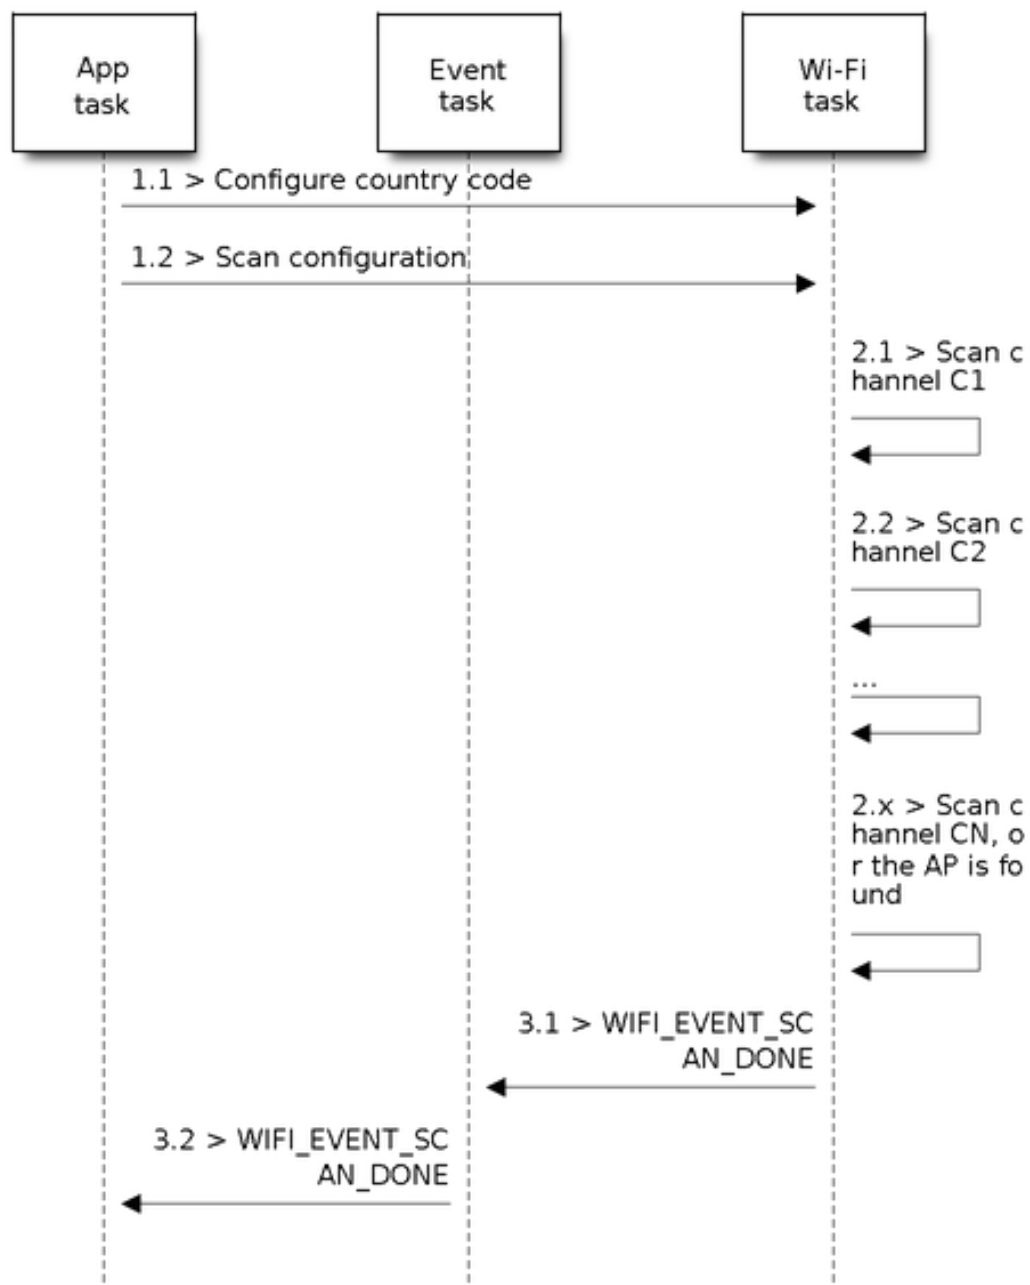 App
task
Event
task
Wi-Fi
task
1.1 > Configure country code
1.2 > Scan configuration
2.1 > Scan c
hannel C1
2.2 > Scan c
hannel C2
...
2.x > Scan c
hannel CN, o
r the AP is fo
und
3.1 > WIFI_EVENT_SC
AN_DONE
3.2 > WIFI_EVENT_SC
AN_DONE